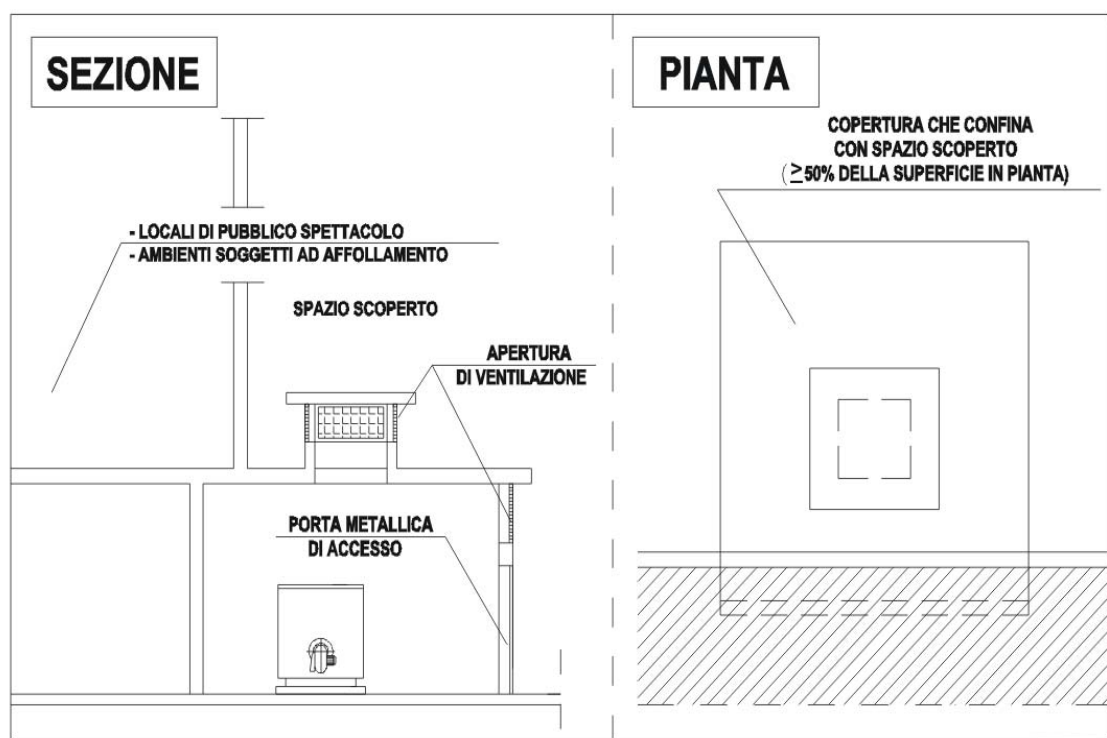 SEZIONE
- LOCALI DI PUBBLICO SPETTACOLO
- AMBIENTI SOGGETTI AD AFFOLLAMENTO
SPAZIO SCOPERTO
APERTURA
DI VENTILAZIONE
PORTA METALLICA
DI ACCESSO
PIANTA
COPERTURA CHE CONFINA
CON SPAZIO SCOPERTO
(≥50% DELLA SUPERFICIE IN PIANTA)